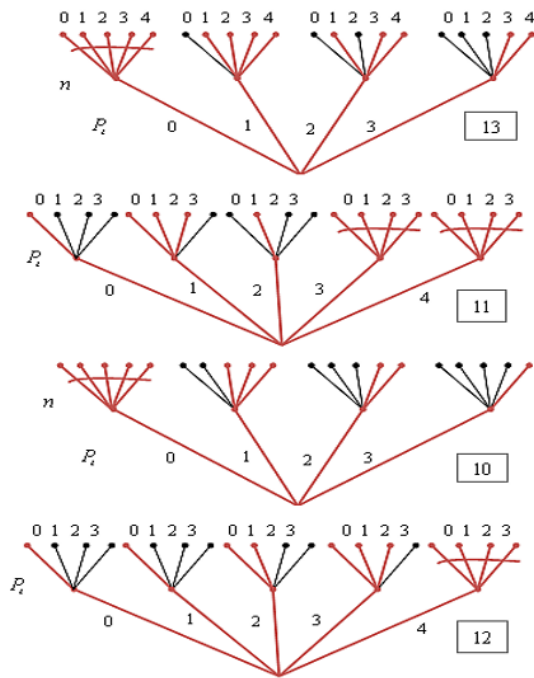 0 1 2 3 4 0 1 2 3 4 0 1 2 3 4 0 1 2 3 4
n
P_i 0 1 2 3 13
0 1 2 3 0 1 2 3 0 1 2 3 0 1 2 3 0 1 2 3
P_i
0 1 2 3 4 11
n
P_i 0 1 2 3 10
0 1 2 3 0 1 2 3 0 1 2 3 0 1 2 3 0 1 2 3
P_i
0 1 2 3 4 12